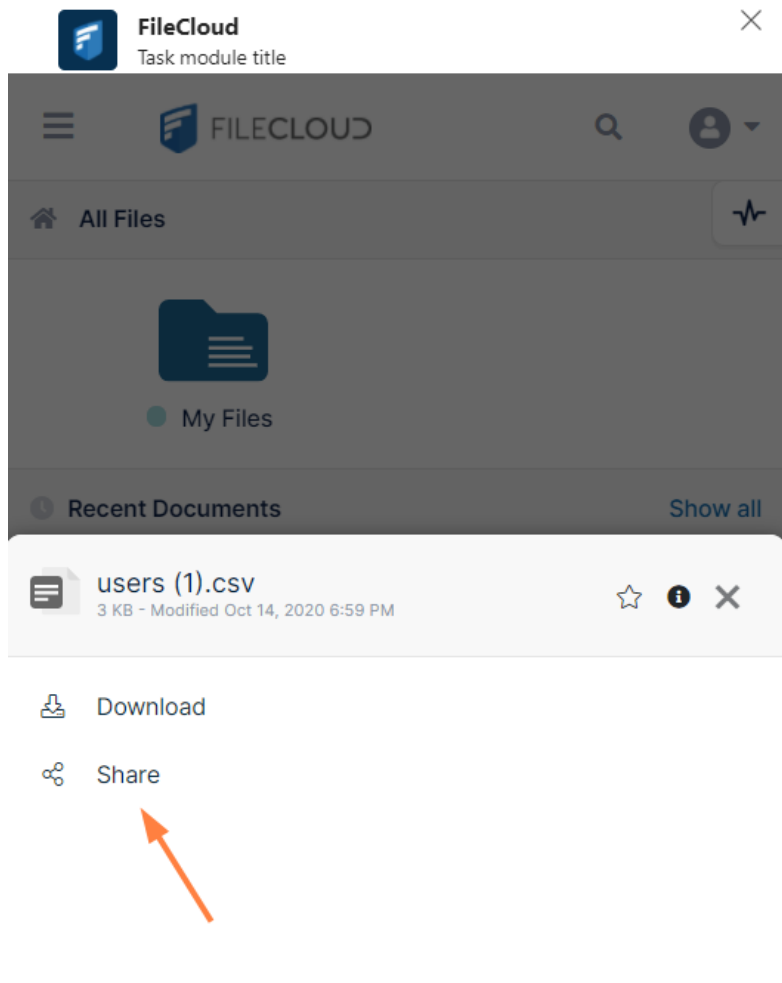 FileCloud
Task module title
FILECLOUD
All Files
My Files
Recent Documents
Show all
users (1).csv
3 KB - Modified Oct 14, 2020 6:59 PM
Download
Share